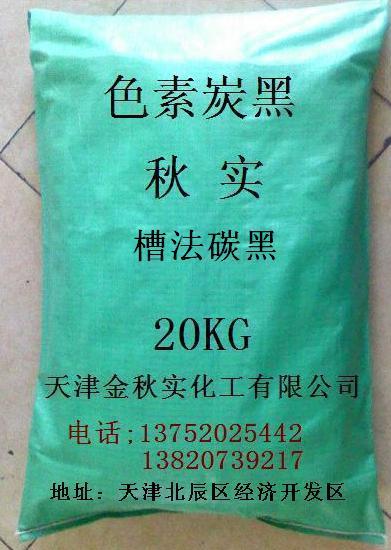 色素炭黑
秋 实
槽法碳黑
20KG
天津金秋实化工有限公司
电话;13752025442
13820739217
地址：天津北辰区经济开发区